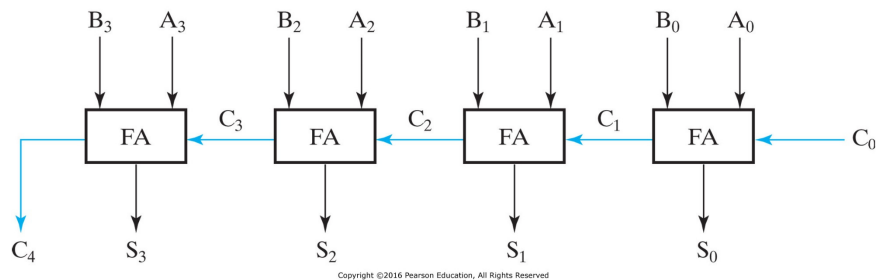 B₃ A₃ B₂ A₂ B₁ A₁ B₀ A₀
FA C₃ FA C₂ FA C₁ FA C₀
C₄ S₃ S₂ S₁ S₀
Copyright ©2016 Pearson Education, All Rights Reserved